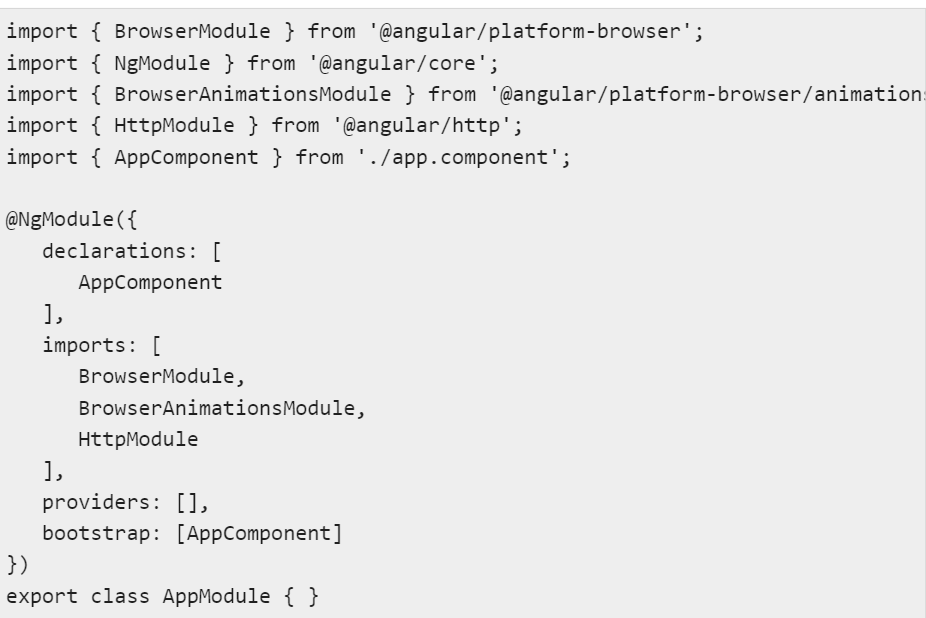 import { BrowserModule } from '@angular/platform-browser';
import { NgModule } from '@angular/core';
import { BrowserAnimationsModule } from '@angular/platform-browser/animation
import { HttpModule } from '@angular/http';
import { AppComponent } from './app.component';

@NgModule({
   declarations: [
      AppComponent
   ],
   imports: [
      BrowserModule,
      BrowserAnimationsModule,
      HttpModule
   ],
   providers: [],
   bootstrap: [AppComponent]
})
export class AppModule { }